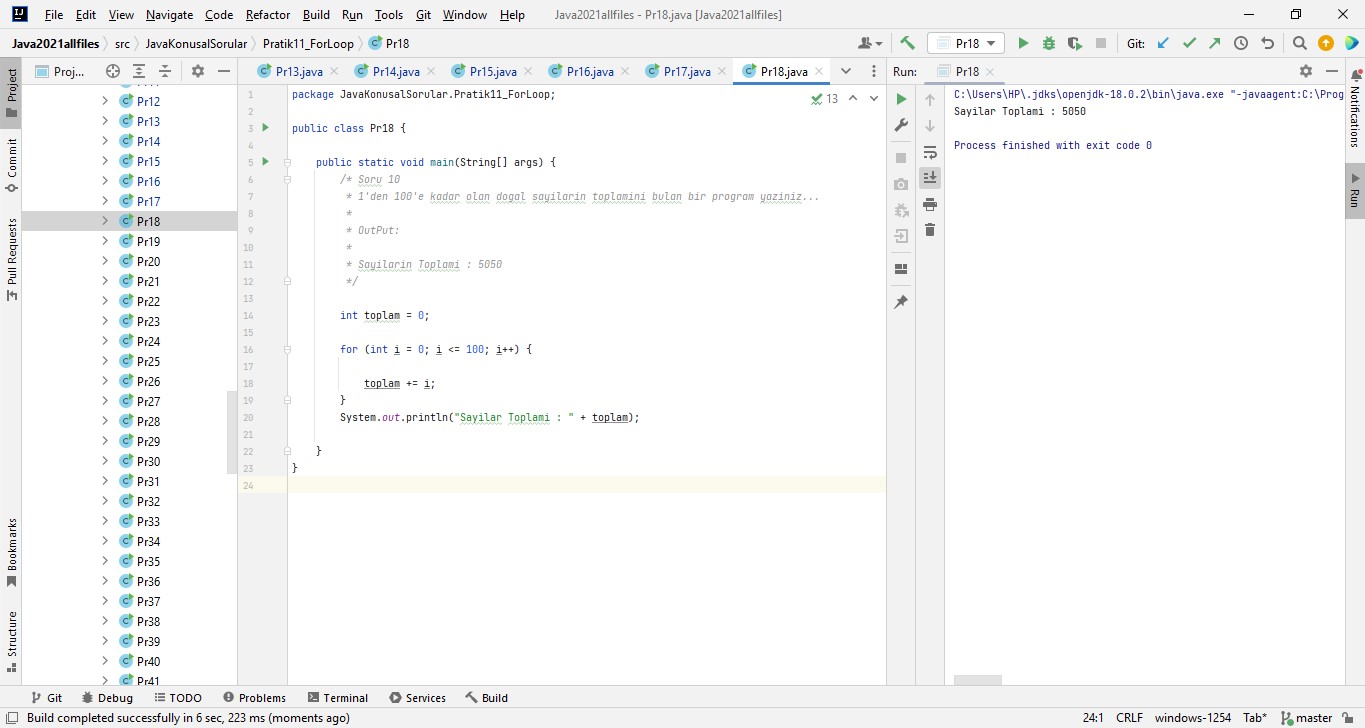 File Edit View Navigate Code Refactor Build Run Tools Git Window Help Java2021allfiles - Pr18.java [Java2021allfiles]
Java2021allfiles src JavaKonusalSorular Pratik11_ForLoop Pr18 Pr18 Git:
Proj... Pr13.java Pr14.java Pr15.java Pr16.java Pr17.java Pr18.java Run: Pr18
Project
Commit
Pull Requests
Bookmarks
Structure
Pr12
Pr13
Pr14
Pr15
Pr16
Pr17
Pr18
Pr19
Pr20
Pr21
Pr22
Pr23
Pr24
Pr25
Pr26
Pr27
Pr28
Pr29
Pr30
Pr31
Pr32
Pr33
Pr34
Pr35
Pr36
Pr37
Pr38
Pr39
Pr40
Pr41
13
1 package JavaKonusalSorular.Pratik11_ForLoop;
2
3 public class Pr18 {
4
5 public static void main(String[] args) {
6 /* Soru 10
7 * 1'den 100'e kadar olan dogal sayilarin toplamini bulan bir program yaziniz...
8 *
9 * OutPut:
10 *
11 * Sayilarin Toplami : 5050
12 */
13
14 int toplam = 0;
15
16 for (int i = 0; i <= 100; i++) {
17
18 toplam += i;
19 }
20 System.out.println("Sayilar Toplami : " + toplam);
21
22 }
23 }
24
C:\Users\HP\.jdks\openjdk-18.0.2\bin\java.exe "-javaagent:C:\Prog
Sayilar Toplami : 5050
Process finished with exit code 0
Notifications
Run
Git Debug TODO Problems Terminal Services Build
Build completed successfully in 6 sec, 223 ms (moments ago) 24:1 CRLF windows-1254 Tab* master